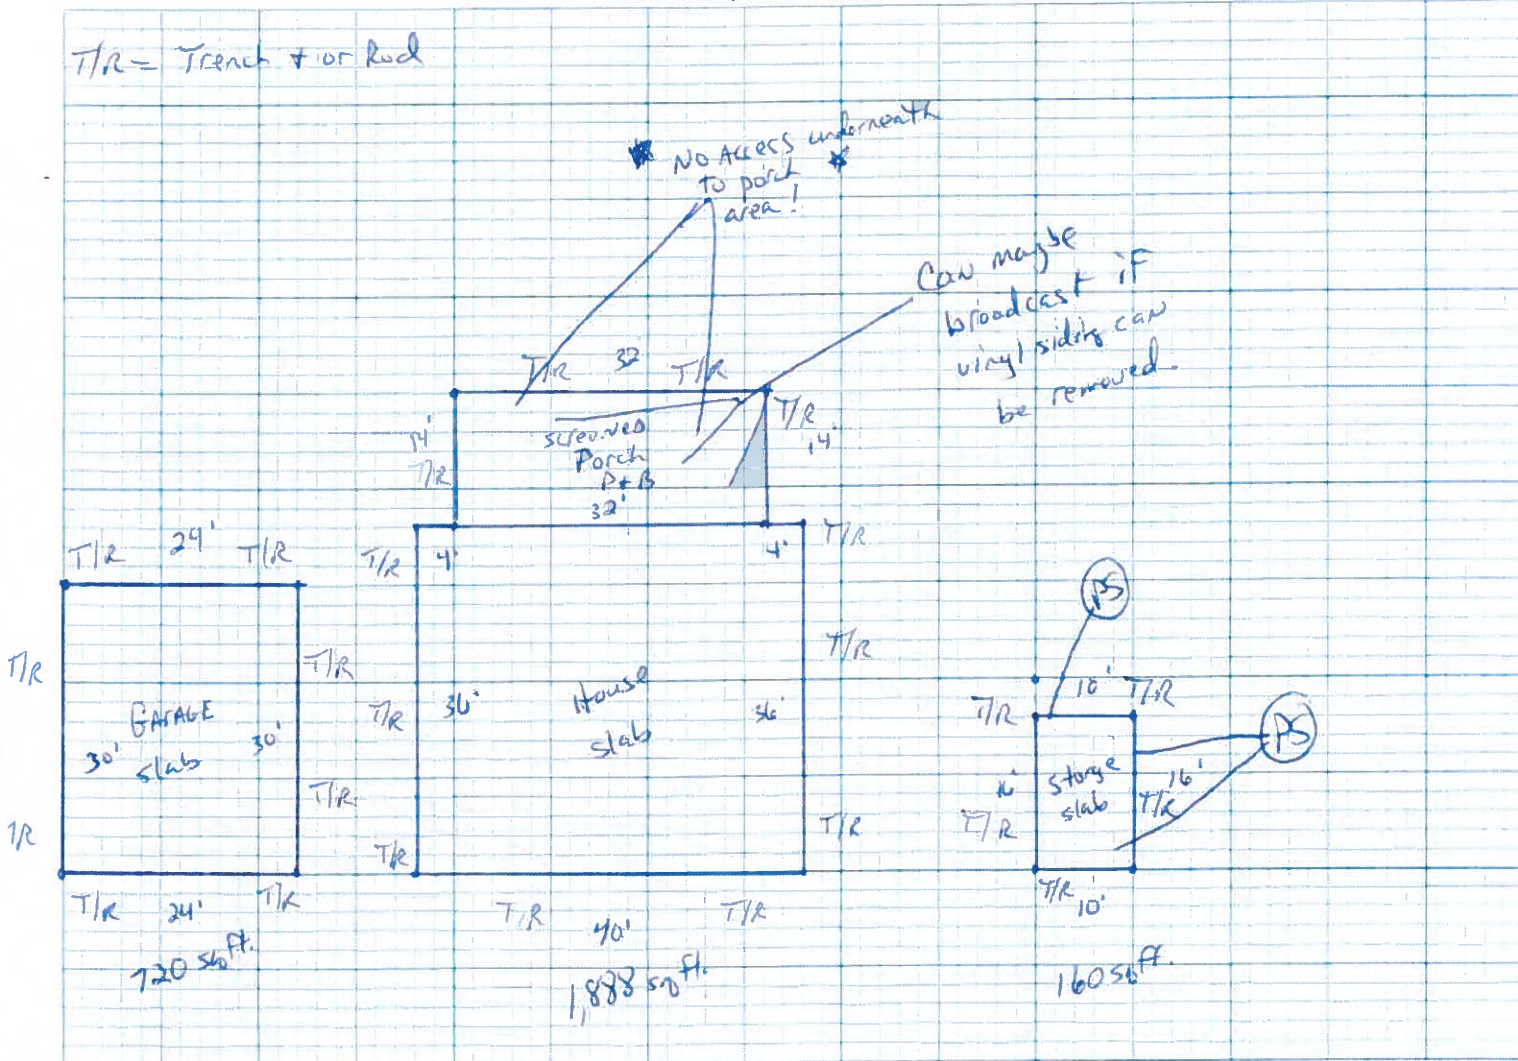 T/R = Trench + or Rod
No Access underneath
to porch
area!
Can maybe
broadcast if
vinyl siding can
be removed.
T/R 32 T/R
14'
T/R
T/R
14'
screened
Porch
P+B
32'
T/R 24' T/R
T/R 4'
4' T/R
PS
T/R
T/R
T/R
GARAGE
slab
30'
30'
T/R
T/R 36'
House
slab
36'
T/R 10' T/R
PS
16'
T/R
Storge
slab
16'
T/R
T/R
T/R
T/R
T/R
T/R 24' T/R
T/R 40' T/R
T/R
10'
720 sq ft.
1,888 sq ft.
160 sq ft.